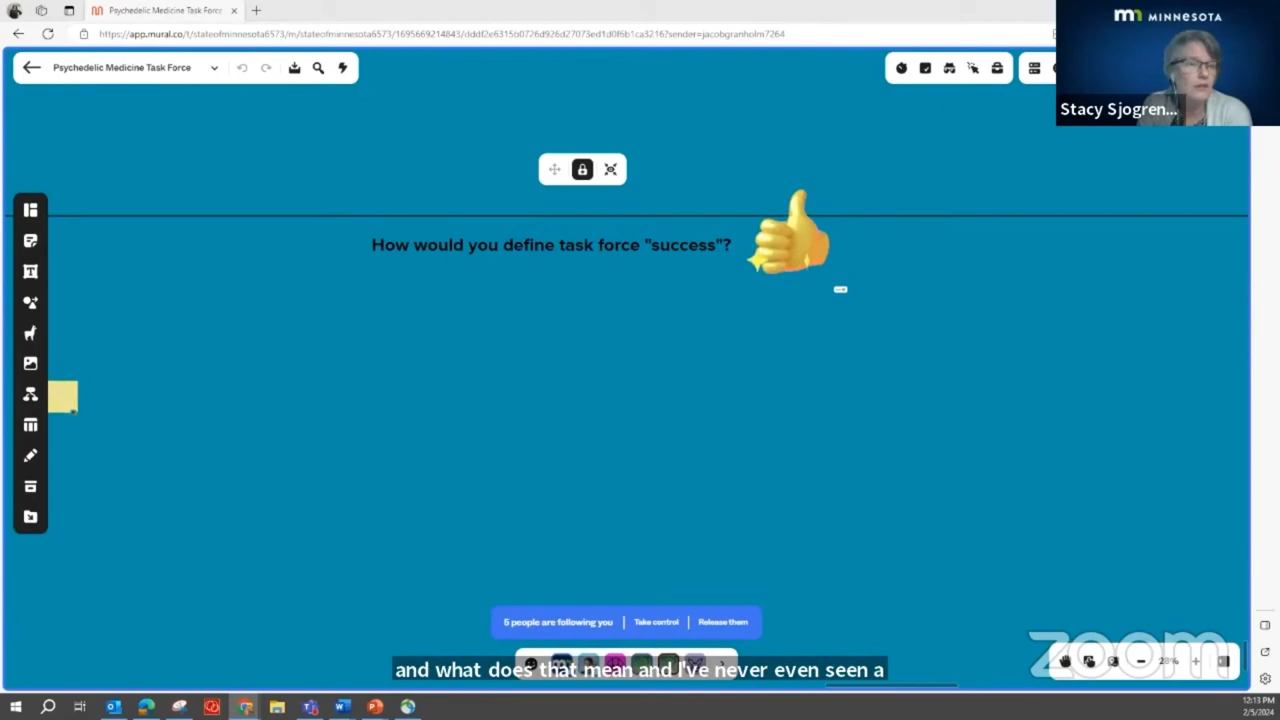 Psychedelic Medicine Task Force
https://app.mural.co/t/stateofminnesota6573/m/stateofminnesota6573/1695669214843/dddf2e6315b0726d926d27073ed1d0f6b1ca3216?sender=jacobgranholm7264
MINNESOTA
Psychedelic Medicine Task Force
Stacy Sjogren...
How would you define task force "success"?
5 people are following you
Take control
Release them
and what does that mean and I've never even seen a
zoom
28%
12:13 PM
2/5/2024